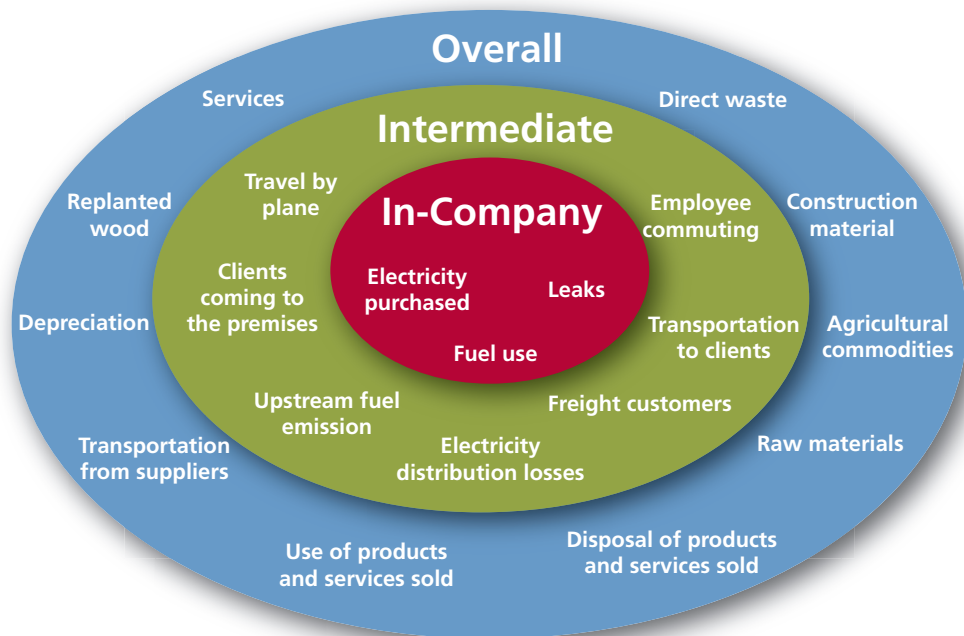 Overall
Services
Direct waste
Intermediate
Travel by
plane
Replanted
wood
In-Company
Employee
commuting
Construction
material
Clients
coming to
the premises
Electricity
purchased
Leaks
Depreciation
Transportation
to clients
Agricultural
commodities
Fuel use
Upstream fuel
emission
Freight customers
Transportation
from suppliers
Electricity
distribution losses
Raw materials
Use of products
and services sold
Disposal of products
and services sold